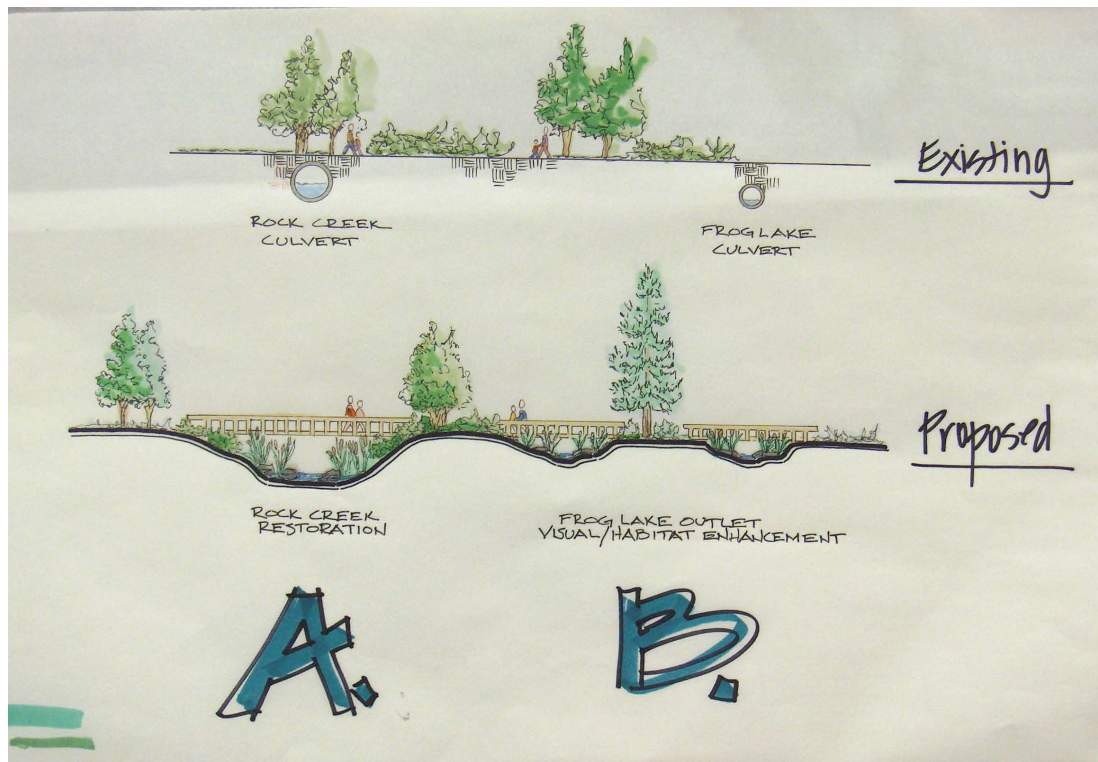 Existing
ROCK CREEK
CULVERT
FROG LAKE
CULVERT
Proposed
ROCK CREEK
RESTORATION
FROG LAKE OUTLET
VISUAL/HABITAT ENHANCEMENT
A.
B.